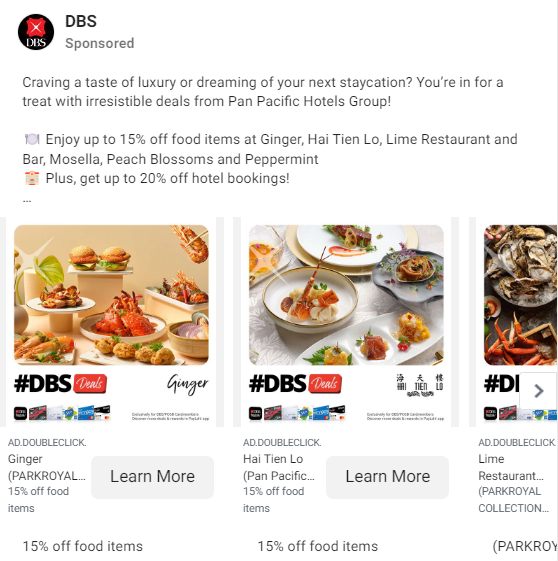 DBS
Sponsored
DBS
Craving a taste of luxury or dreaming of your next staycation? You’re in for a
treat with irresistible deals from Pan Pacific Hotels Group!
🍽️ Enjoy up to 15% off food items at Ginger, Hai Tien Lo, Lime Restaurant and
Bar, Mosella, Peach Blossoms and Peppermint
🏩 Plus, get up to 20% off hotel bookings!
...
#DBS Deals Ginger
Exclusively for DBS/POSB Cardmembers
Discover more deals & rewards in PayLah! app
#DBS Deals 海天樓
HAI TIEN LO
Exclusively for DBS/POSB Cardmembers
Discover more deals & rewards in PayLah! app
AD.DOUBLECLICK.
Ginger
(PARKROYAL...
15% off food
items
Learn More
AD.DOUBLECLICK.
Hai Tien Lo
(Pan Pacific...
15% off food
items
Learn More
AD.DOUBLECLICK.
Lime
Restaurant...
(PARKROYAL
COLLECTION...
15% off food items
15% off food items
(PARKROY